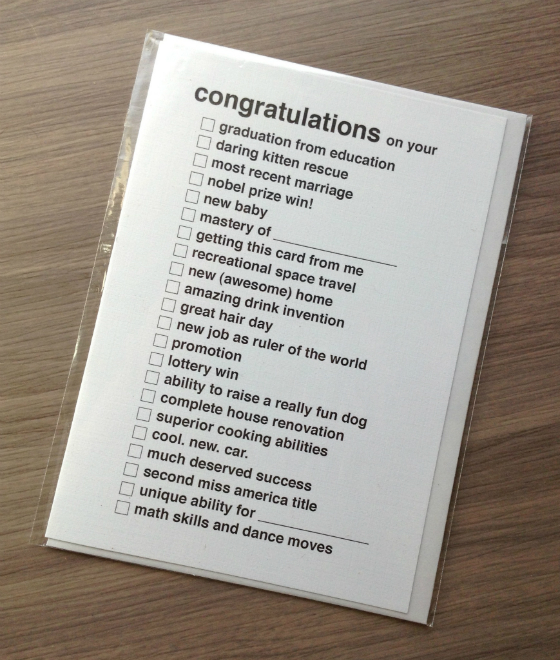 congratulations on your
☐ graduation from education
☐ daring kitten rescue
☐ most recent marriage
☐ nobel prize win!
☐ new baby
☐ mastery of ____________
☐ getting this card from me
☐ recreational space travel
☐ new (awesome) home
☐ amazing drink invention
☐ great hair day
☐ new job as ruler of the world
☐ promotion
☐ lottery win
☐ ability to raise a really fun dog
☐ complete house renovation
☐ superior cooking abilities
☐ cool. new. car.
☐ much deserved success
☐ second miss america title
☐ unique ability for ____________
☐ math skills and dance moves